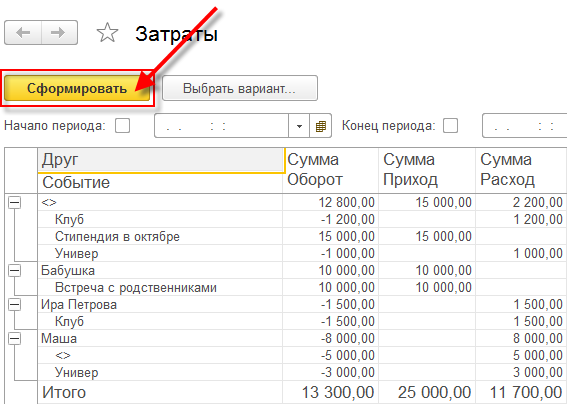 Затраты
Сформировать Выбрать вариант...
Начало периода: . . : : Конец периода: . . : :
Друг Сумма Сумма Сумма
Событие Оборот Приход Расход
<> 12 800,00 15 000,00 2 200,00
Клуб -1 200,00 1 200,00
Стипендия в октябре 15 000,00 15 000,00
Универ -1 000,00 1 000,00
Бабушка 10 000,00 10 000,00
Встреча с родственниками 10 000,00 10 000,00
Ира Петрова -1 500,00 1 500,00
Клуб -1 500,00 1 500,00
Маша -8 000,00 8 000,00
<> -5 000,00 5 000,00
Универ -3 000,00 3 000,00
Итого 13 300,00 25 000,00 11 700,00